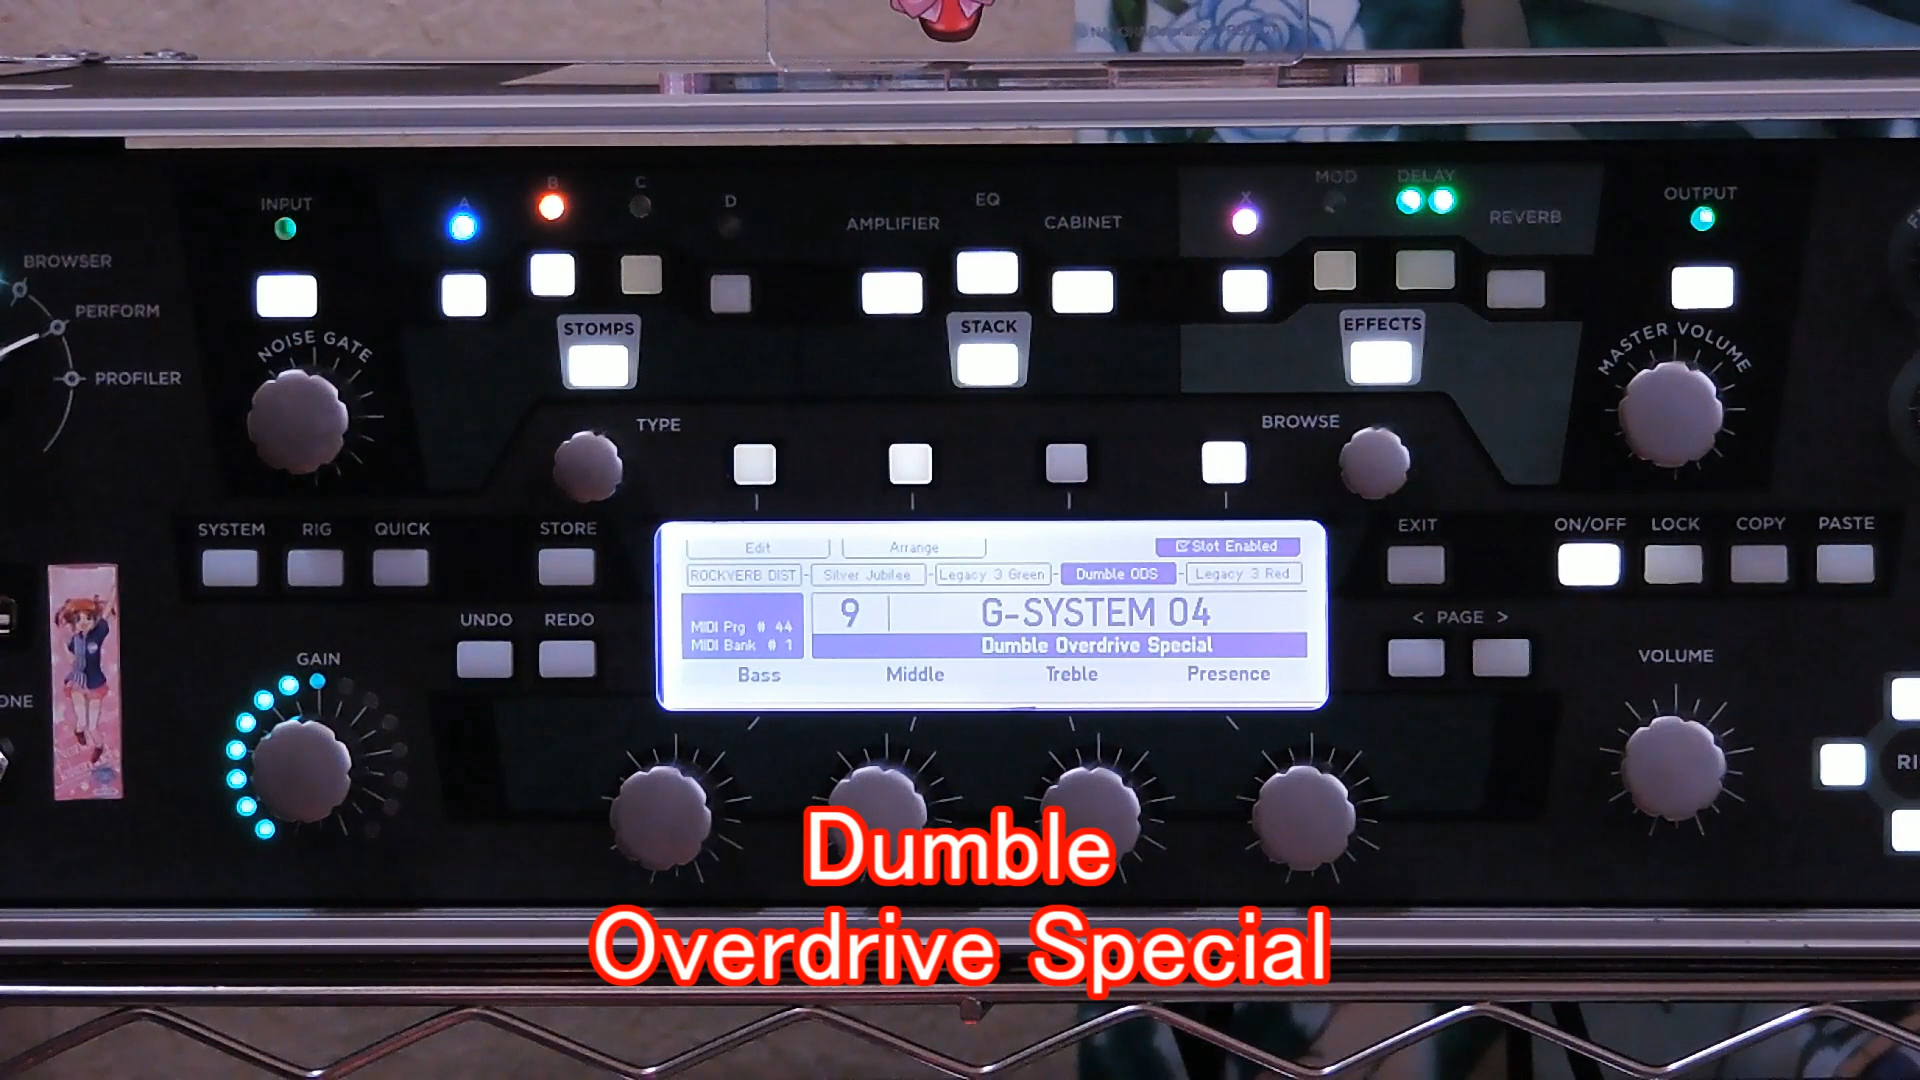 INPUT
A
B
C
D
AMPLIFIER
EQ
CABINET
X
MOD
DELAY
REVERB
OUTPUT
BROWSER
PERFORM
PROFILER
NOISE GATE
STOMPS
STACK
EFFECTS
MASTER VOLUME
TYPE
BROWSE
SYSTEM RIG QUICK STORE
EXIT ON/OFF LOCK COPY PASTE
Edit Arrange Slot Enabled
ROCKVERB DIST Silver Jubilee Legacy 3 Green Dumble ODS Legacy 3 Red
9 G-SYSTEM 04
MIDI Prg # 44
MIDI Bank # 1
Dumble Overdrive Special
Bass Middle Treble Presence
UNDO REDO
< PAGE >
GAIN
VOLUME
Dumble
Overdrive Special